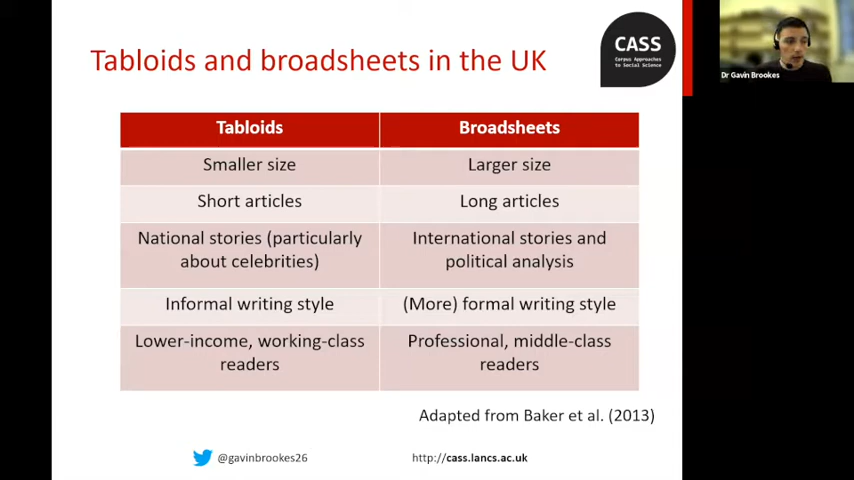 Tabloids and broadsheets in the UK
CASS
Corpus Approaches
to Social Science
Dr Gavin Brookes
Tabloids
Broadsheets
Smaller size
Larger size
Short articles
Long articles
National stories (particularly
about celebrities)
International stories and
political analysis
Informal writing style
(More) formal writing style
Lower-income, working-class
readers
Professional, middle-class
readers
Adapted from Baker et al. (2013)
@gavinbrookes26
http://cass.lancs.ac.uk